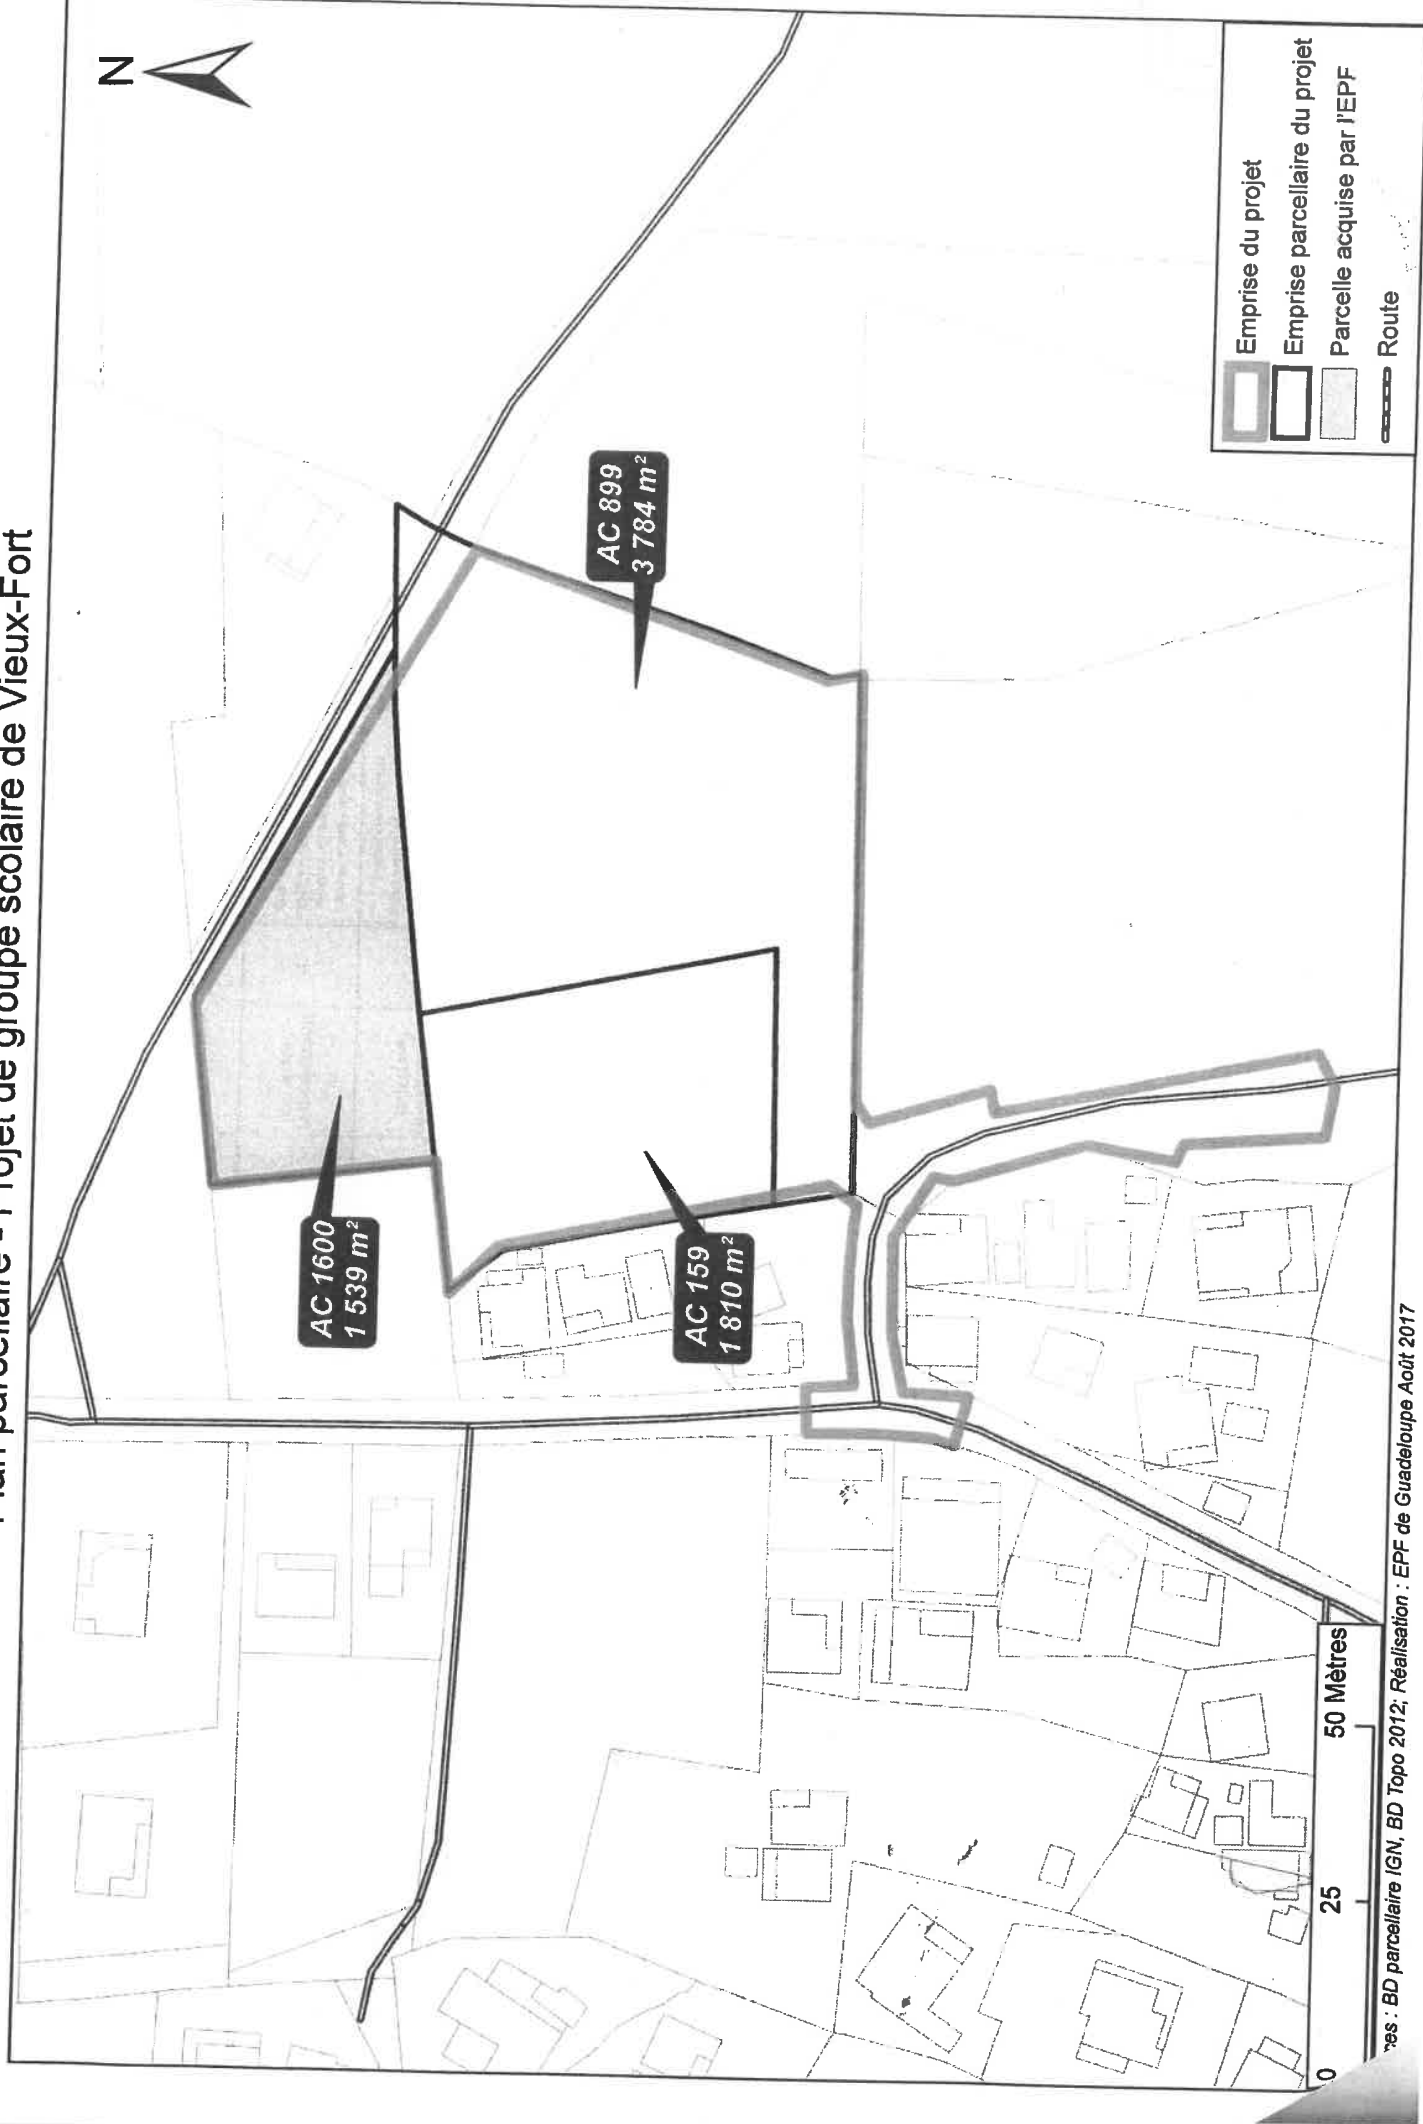 Plan parcellaire - Projet de groupe scolaire de Vieux-Fort
N
AC 1600
1 539 m²
AC 899
3 784 m²
AC 159
1 810 m²
Emprise du projet
Emprise parcellaire du projet
Parcelle acquise par l'EPF
Route
0 25 50 Mètres
: BD parcellaire IGN, BD Topo 2012; Réalisation : EPF de Guadeloupe Août 2017